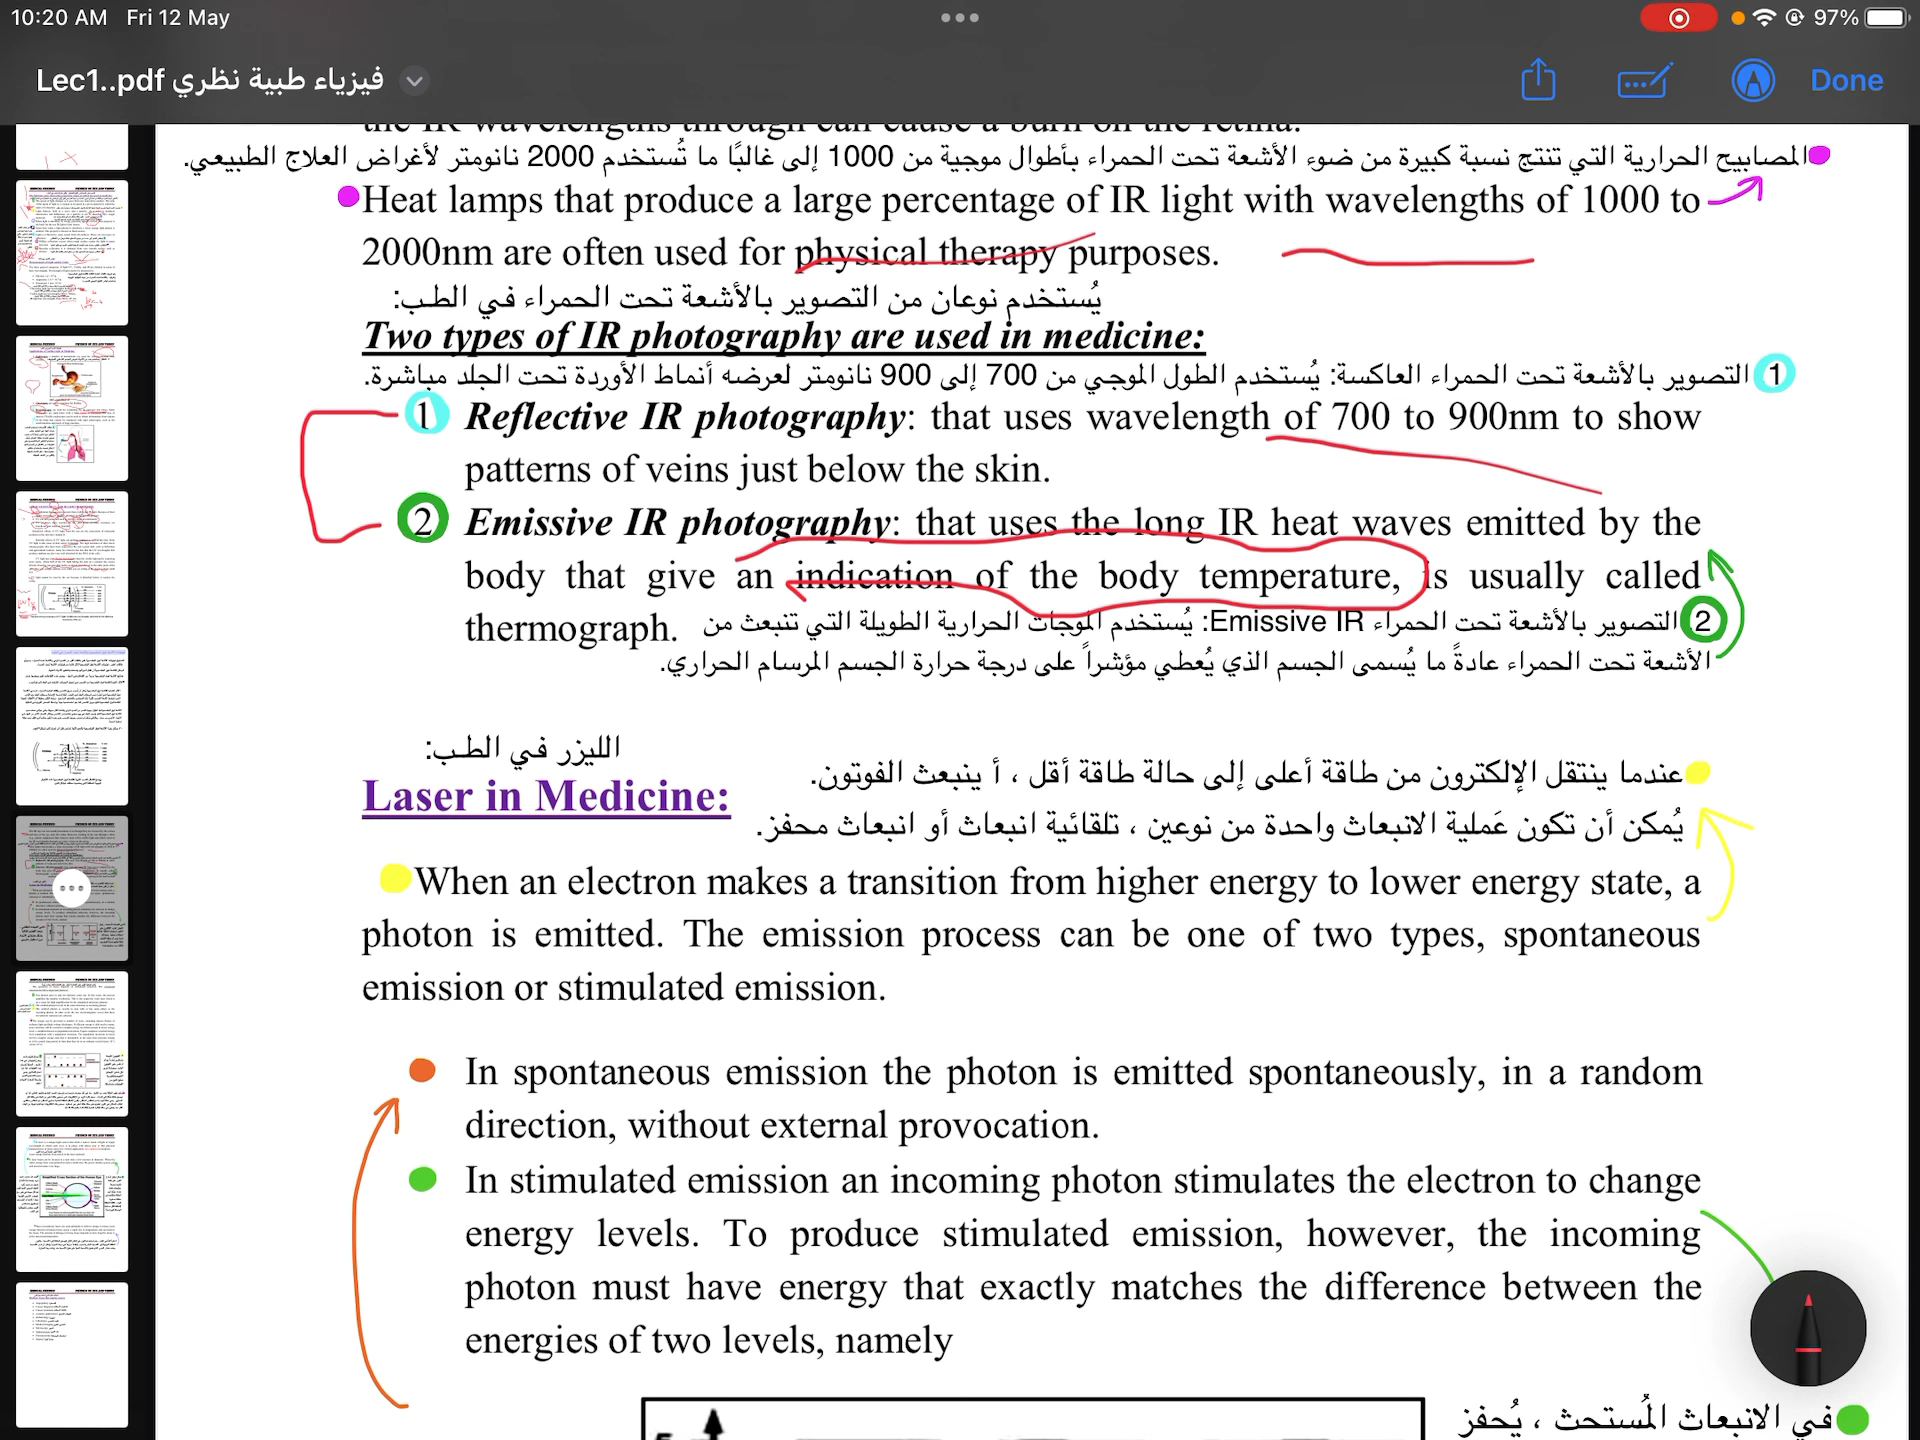 10:20 AM Fri 12 May
97%
Lec1..pdf فيزياء طبية نظري
Done
the IR wavelengths through can cause a burn on the retina.
المصابيح الحرارية التي تنتج نسبة كبيرة من ضوء الأشعة تحت الحمراء بأطوال موجية من 1000 إلى غالبًا ما تُستخدم 2000 نانومتر لأغراض العلاج الطبيعي.
Heat lamps that produce a large percentage of IR light with wavelengths of 1000 to
2000nm are often used for physical therapy purposes.
يُستخدم نوعان من التصوير بالأشعة تحت الحمراء في الطب:
Two types of IR photography are used in medicine:
1 التصوير بالأشعة تحت الحمراء العاكسة: يُستخدم الطول الموجي من 700 إلى 900 نانومتر لعرضه أنماط الأوردة تحت الجلد مباشرة.
1 Reflective IR photography: that uses wavelength of 700 to 900nm to show
patterns of veins just below the skin.
2 Emissive IR photography: that uses the long IR heat waves emitted by the
body that give an indication of the body temperature, is usually called
thermograph.
2 التصوير بالأشعة تحت الحمراء Emissive IR: يُستخدم الموجات الحرارية الطويلة التي تنبعث من
الأشعة تحت الحمراء عادةً ما يُسمى الجسم الذي يُعطي مؤشراً على درجة حرارة الجسم المرسام الحراري.
الليزر في الطب:
Laser in Medicine:
عندما ينتقل الإلكترون من طاقة أعلى إلى حالة طاقة أقل ، أ ينبعث الفوتون.
يُمكن أن تكون عَملية الانبعاث واحدة من نوعين ، تلقائية انبعاث أو انبعاث محفز.
When an electron makes a transition from higher energy to lower energy state, a
photon is emitted. The emission process can be one of two types, spontaneous
emission or stimulated emission.
In spontaneous emission the photon is emitted spontaneously, in a random
direction, without external provocation.
In stimulated emission an incoming photon stimulates the electron to change
energy levels. To produce stimulated emission, however, the incoming
photon must have energy that exactly matches the difference between the
energies of two levels, namely
في الانبعاث المُستحث ، يُحفز